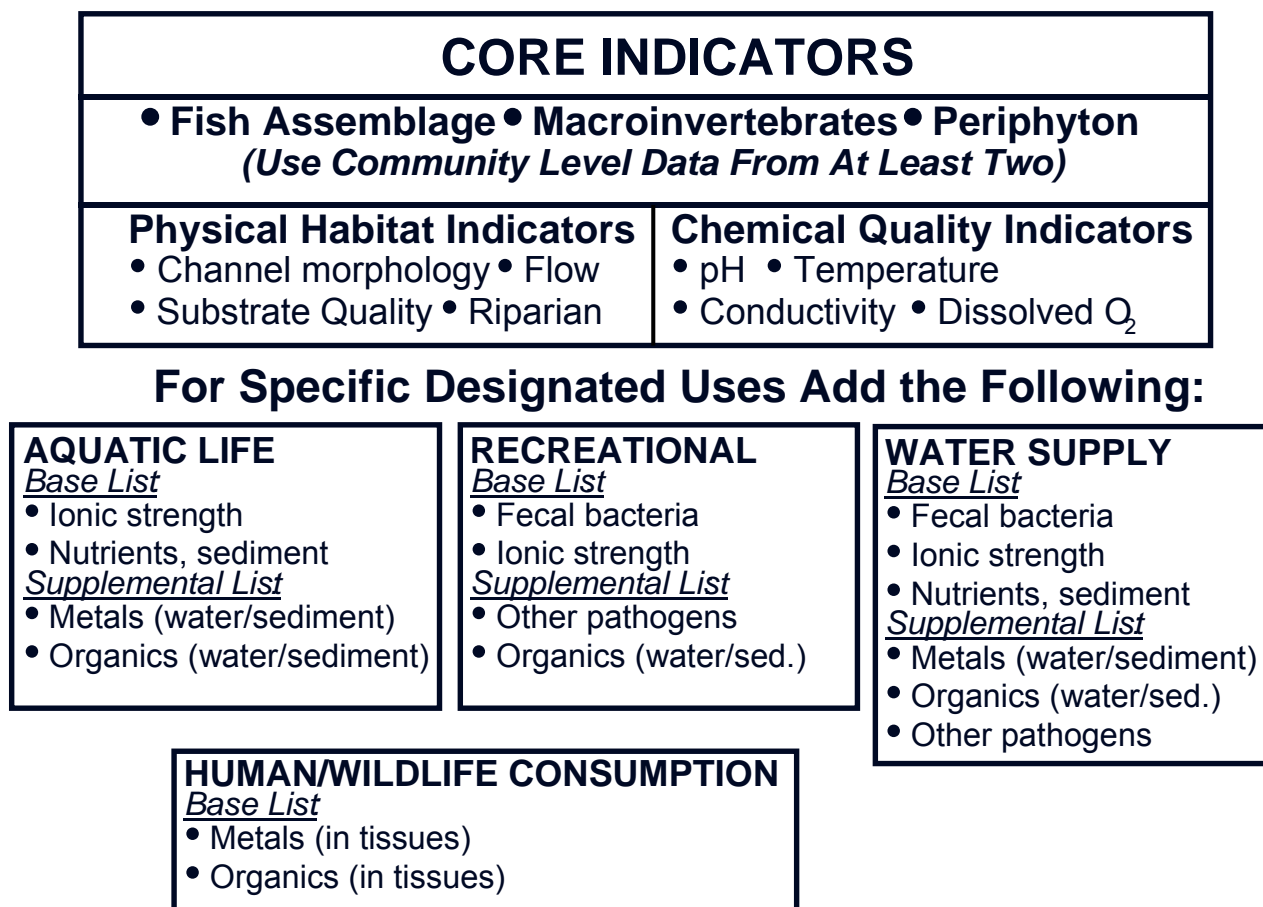 CORE INDICATORS
• Fish Assemblage • Macroinvertebrates • Periphyton
(Use Community Level Data From At Least Two)
Physical Habitat Indicators
• Channel morphology • Flow
• Substrate Quality • Riparian
Chemical Quality Indicators
• pH • Temperature
• Conductivity • Dissolved O2
For Specific Designated Uses Add the Following:
AQUATIC LIFE
Base List
• Ionic strength
• Nutrients, sediment
Supplemental List
• Metals (water/sediment)
• Organics (water/sediment)
RECREATIONAL
Base List
• Fecal bacteria
• Ionic strength
Supplemental List
• Other pathogens
• Organics (water/sed.)
WATER SUPPLY
Base List
• Fecal bacteria
• Ionic strength
• Nutrients, sediment
Supplemental List
• Metals (water/sediment)
• Organics (water/sed.)
• Other pathogens
HUMAN/WILDLIFE CONSUMPTION
Base List
• Metals (in tissues)
• Organics (in tissues)